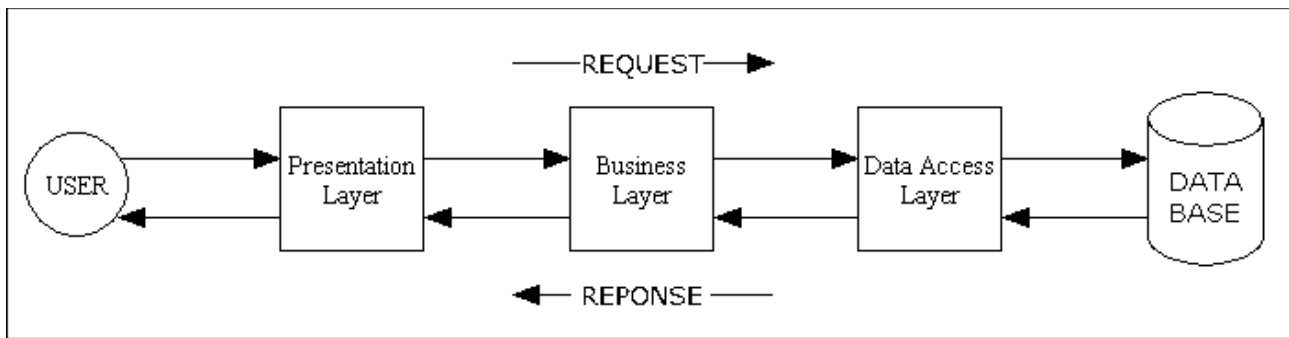 REQUEST
USER
Presentation
Layer
Business
Layer
Data Access
Layer
DATA
BASE
REPONSE